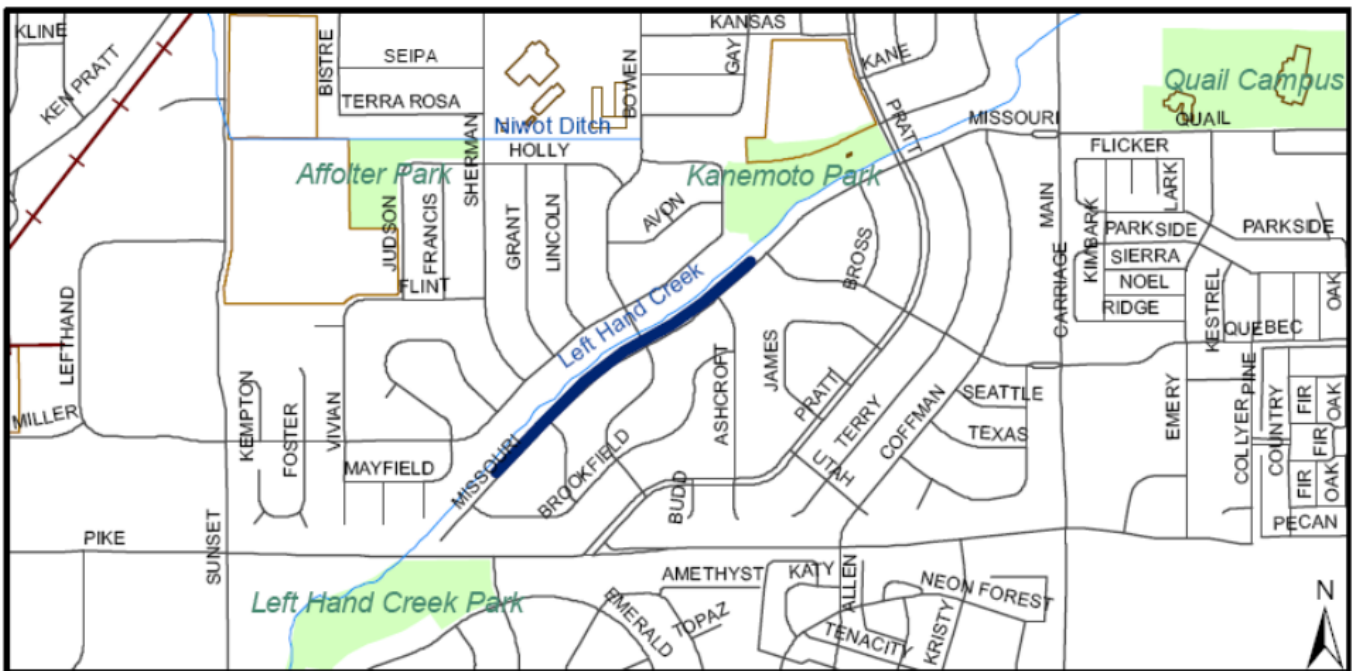 KLINE
KEN PRATT
BISTRE
SEIPA
TERRA ROSA
BOWEN
KANSAS
GAY
KANE
PRATT
Quail Campus
QUAIL
MISSOURI
Niwot Ditch
HOLLY
SHERMAN
Affolter Park
Kanemoto Park
FLICKER
LARK
JUDSON
FRANCIS
GRANT
LINCOLN
AVON
BROSS
MAIN
KIMBARK
PARKSIDE
PARKSIDE
SIERRA
NOEL
RIDGE
FLINT
LEFTHAND
Left Hand Creek
CARRIAGE
KESTREL
QUEBEC
OAK
MILLER
KEMPTON
FOSTER
VIVIAN
MAYFIELD
MISSOURI
BROOKFIELD
ASHCROFT
JAMES
PRATT
TERRY
COFFMAN
UTAH
SEATTLE
TEXAS
EMERY
COLLYER
PINE
COUNTRY
FIR
OAK
FIR
FIR
OAK
PECAN
BUDD
PIKE
SUNSET
Left Hand Creek Park
AMETHYST
KATY
ALLEN
NEON FOREST
EMERALD
TOPAZ
TENACITY
KRISTY
N